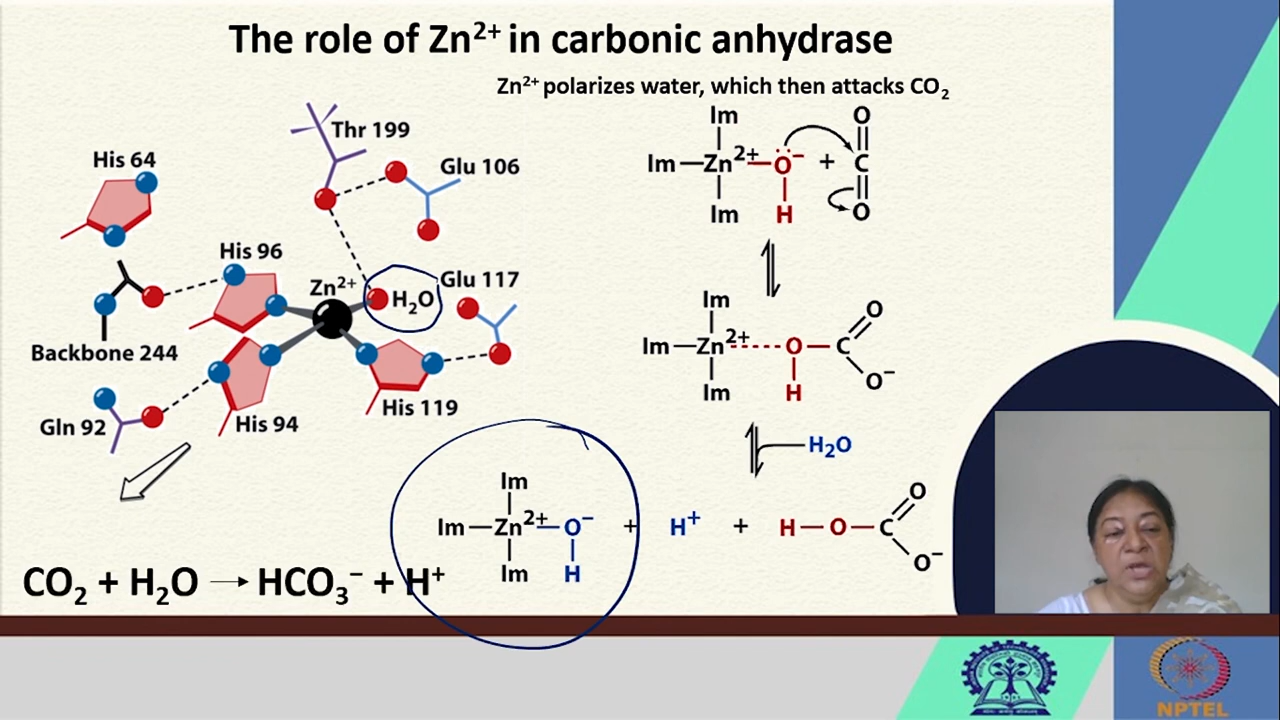 The role of Zn²⁺ in carbonic anhydrase
Zn²⁺ polarizes water, which then attacks CO₂
Thr 199
His 64
Glu 106
His 96
Zn²⁺
H₂O
Glu 117
Backbone 244
Gln 92
His 94
His 119
Im
O
Im—Zn²⁺—O⁻ + C
Im H O
Im
O
Im—Zn²⁺-----O—C
Im H O⁻
H₂O
Im O
Im—Zn²⁺—O⁻ + H⁺ + H—O—C
Im H O⁻
CO₂ + H₂O → HCO₃⁻ + H⁺
NPTEL